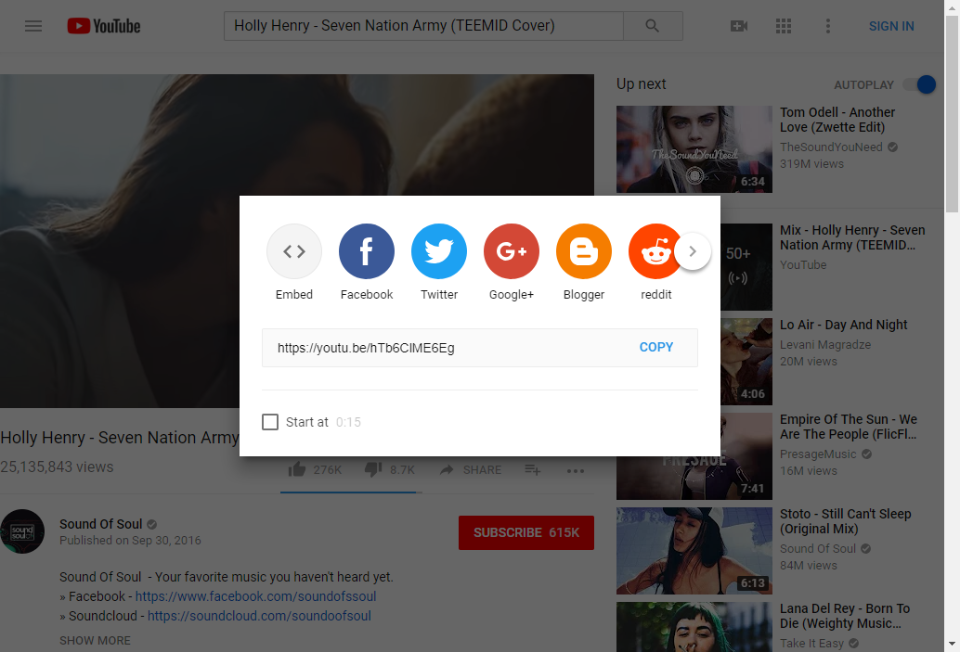 YouTube
Holly Henry - Seven Nation Army (TEEMID Cover)
SIGN IN
Up next
AUTOPLAY
TheSoundYouNeed
6:34
Tom Odell - Another
Love (Zwette Edit)
TheSoundYouNeed
319M views
50+
Mix - Holly Henry - Seven
Nation Army (TEEMID...
YouTube
Embed
Facebook
Twitter
Google+
Blogger
reddit
https://youtu.be/hTb6CIME6Eg
COPY
Start at 0:15
4:06
Lo Air - Day And Night
Levani Magradze
20M views
PRESAGE
7:41
Empire Of The Sun - We
Are The People (FlicFl...
PresageMusic
16M views
Holly Henry - Seven Nation Army
25,135,843 views
276K
8.7K
SHARE
Sound Of Soul
Published on Sep 30, 2016
SUBSCRIBE 615K
Sound Of Soul - Your favorite music you haven't heard yet.
» Facebook - https://www.facebook.com/soundofssoul
» Soundcloud - https://soundcloud.com/soundoofsoul
SHOW MORE
6:13
Stoto - Still Can't Sleep
(Original Mix)
Sound Of Soul
84M views
Lana Del Rey - Born To
Die (Weighty Music...
Take It Easy